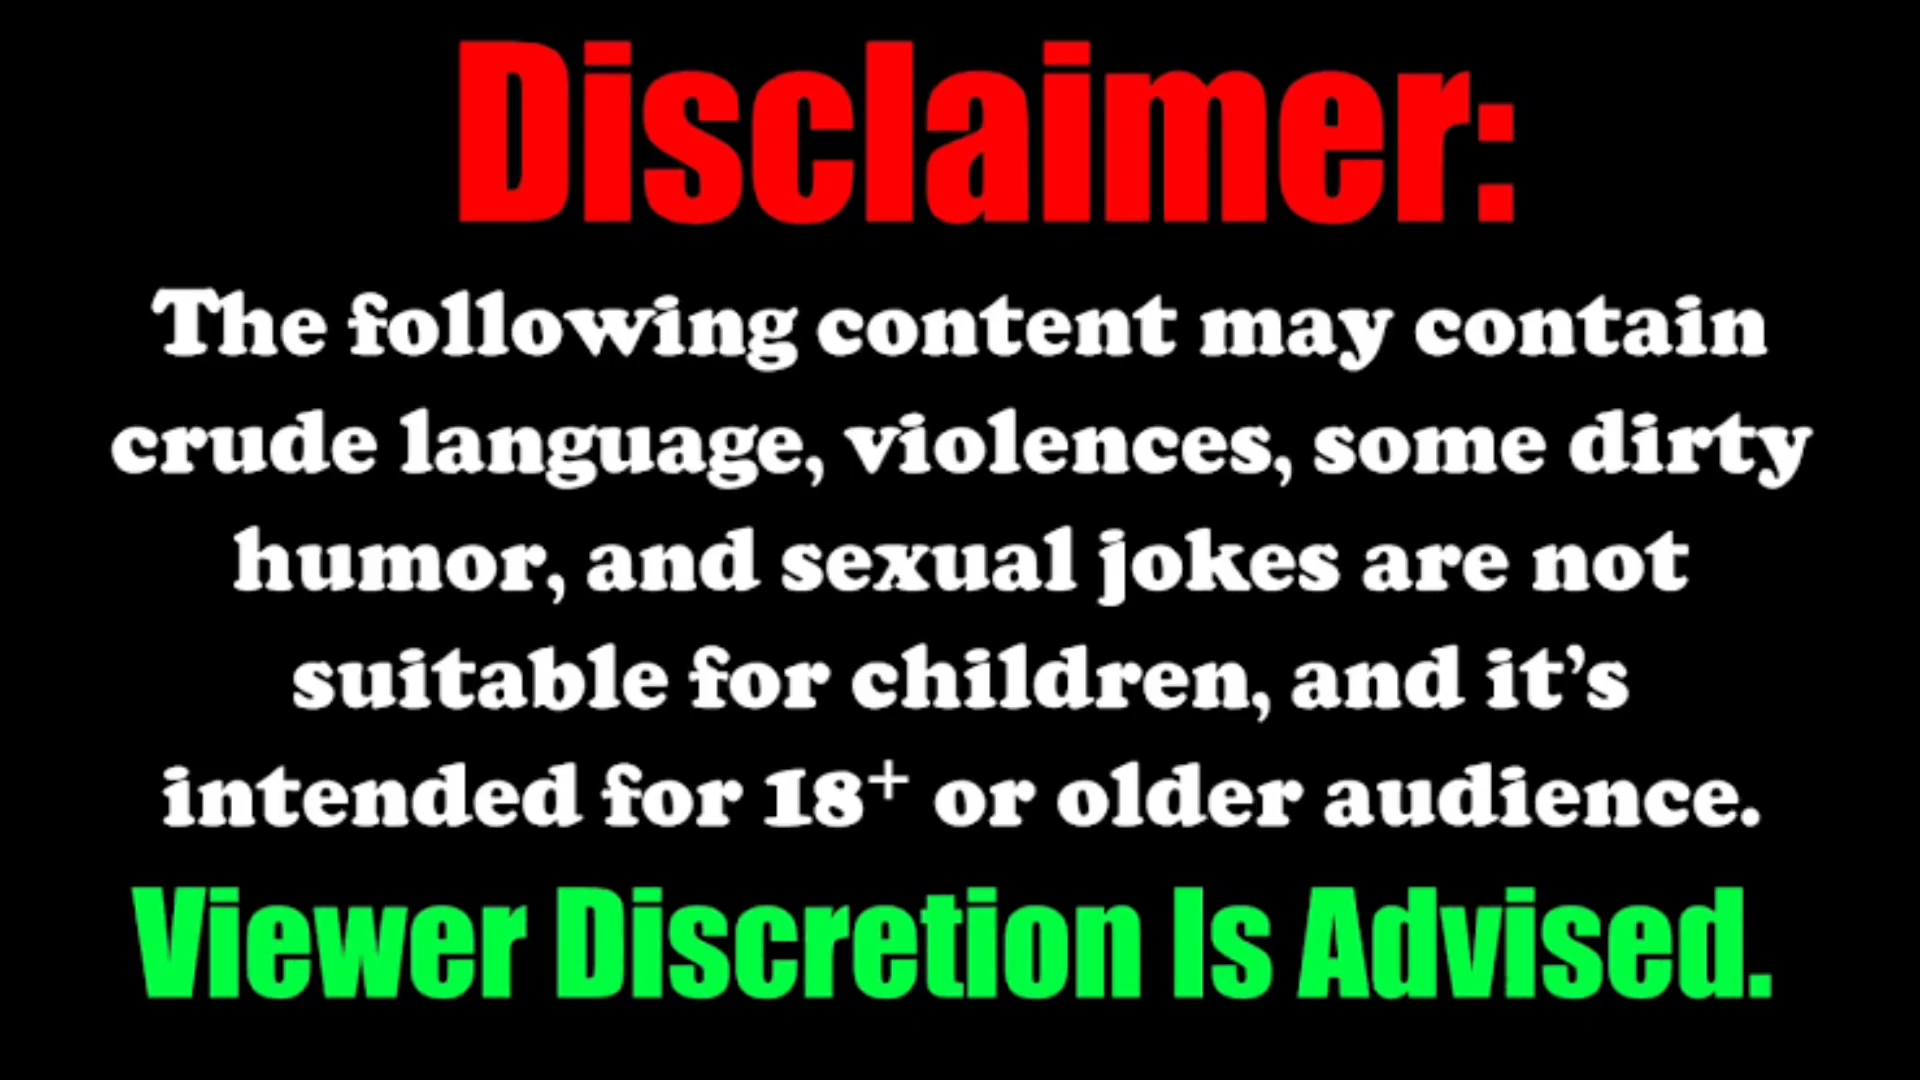 Disclaimer:
The following content may contain
crude language, violences, some dirty
humor, and sexual jokes are not
suitable for children, and it’s
intended for 18⁺ or older audience.
Viewer Discretion Is Advised.